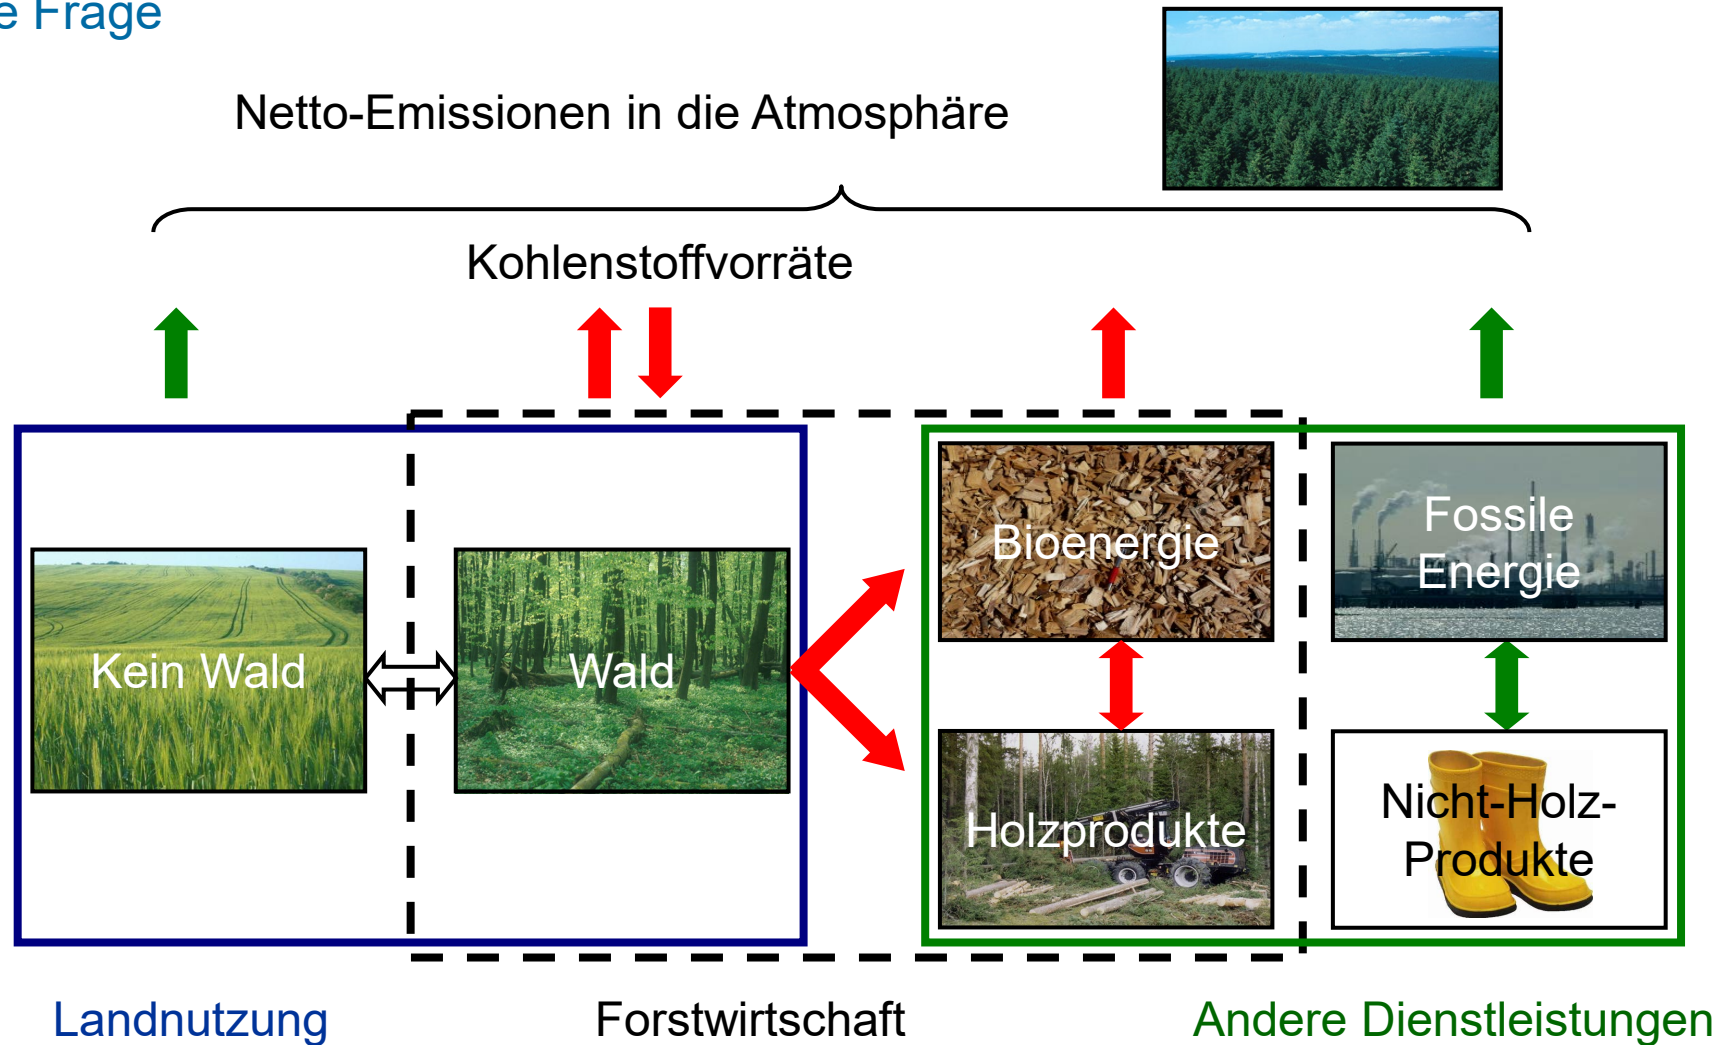 e Frage
Netto-Emissionen in die Atmosphäre
Kohlenstoffvorräte
Kein Wald
Wald
Bioenergie
Holzprodukte
Fossile
Energie
Nicht-Holz-
Produkte
Landnutzung
Forstwirtschaft
Andere Dienstleistungen